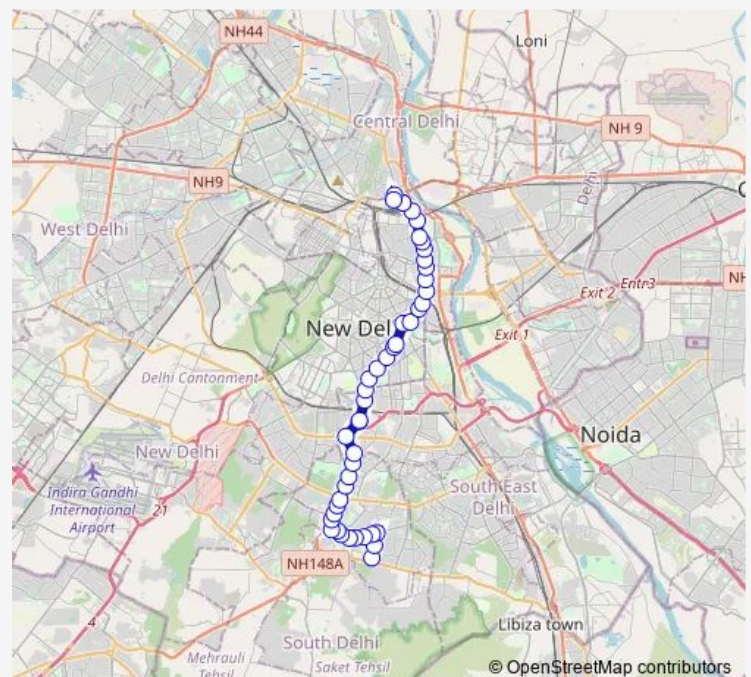 NH44
Loni
Central Delhi
NH 9
NH9
Delhi
West Delhi
Entr3
NH
Exit 2
New Del
Exit 1
Delhi Cantonment
New Delhi
Noida
Indira Gandhi
International
Airport
21
South East
Delhi
NH148A
4
Libiza town
South Delhi
Mehrauli
Tehsil
Saket Tehsil
© OpenStreetMap contributors